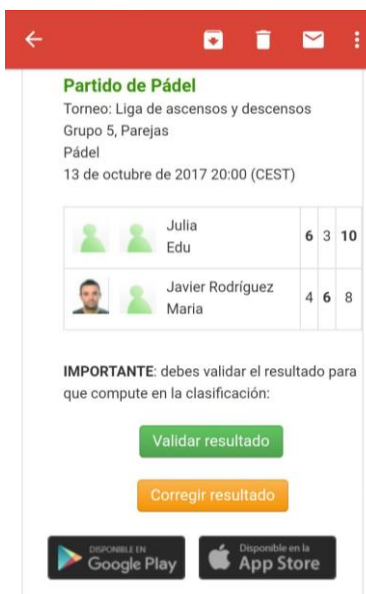 Partido de Pádel
Torneo: Liga de ascensos y descensos
Grupo 5, Parejas
Pádel
13 de octubre de 2017 20:00 (CEST)
Julia
Edu
6 3 10
Javier Rodríguez
Maria
4 6 8
IMPORTANTE: debes validar el resultado para
que compute en la clasificación:
Validar resultado
Corregir resultado
DISPONIBLE EN
Google Play
Disponible en la
App Store